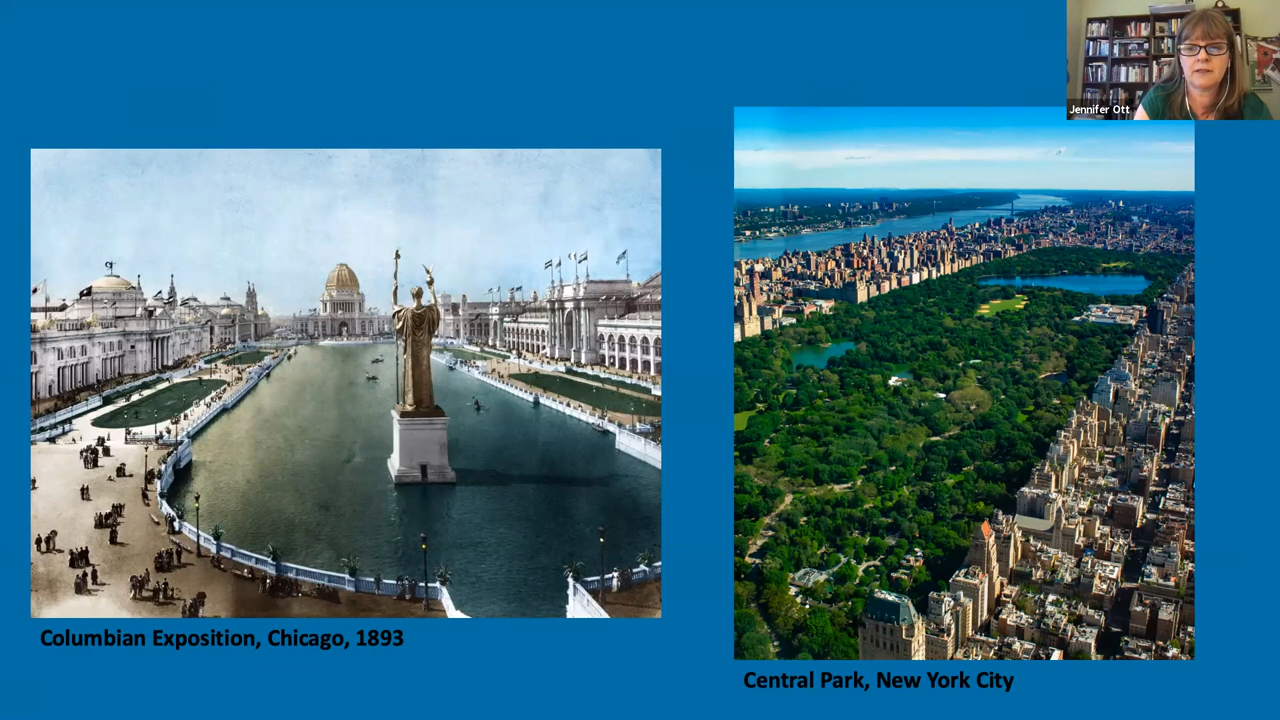 Jennifer Ott
Columbian Exposition, Chicago, 1893
Central Park, New York City